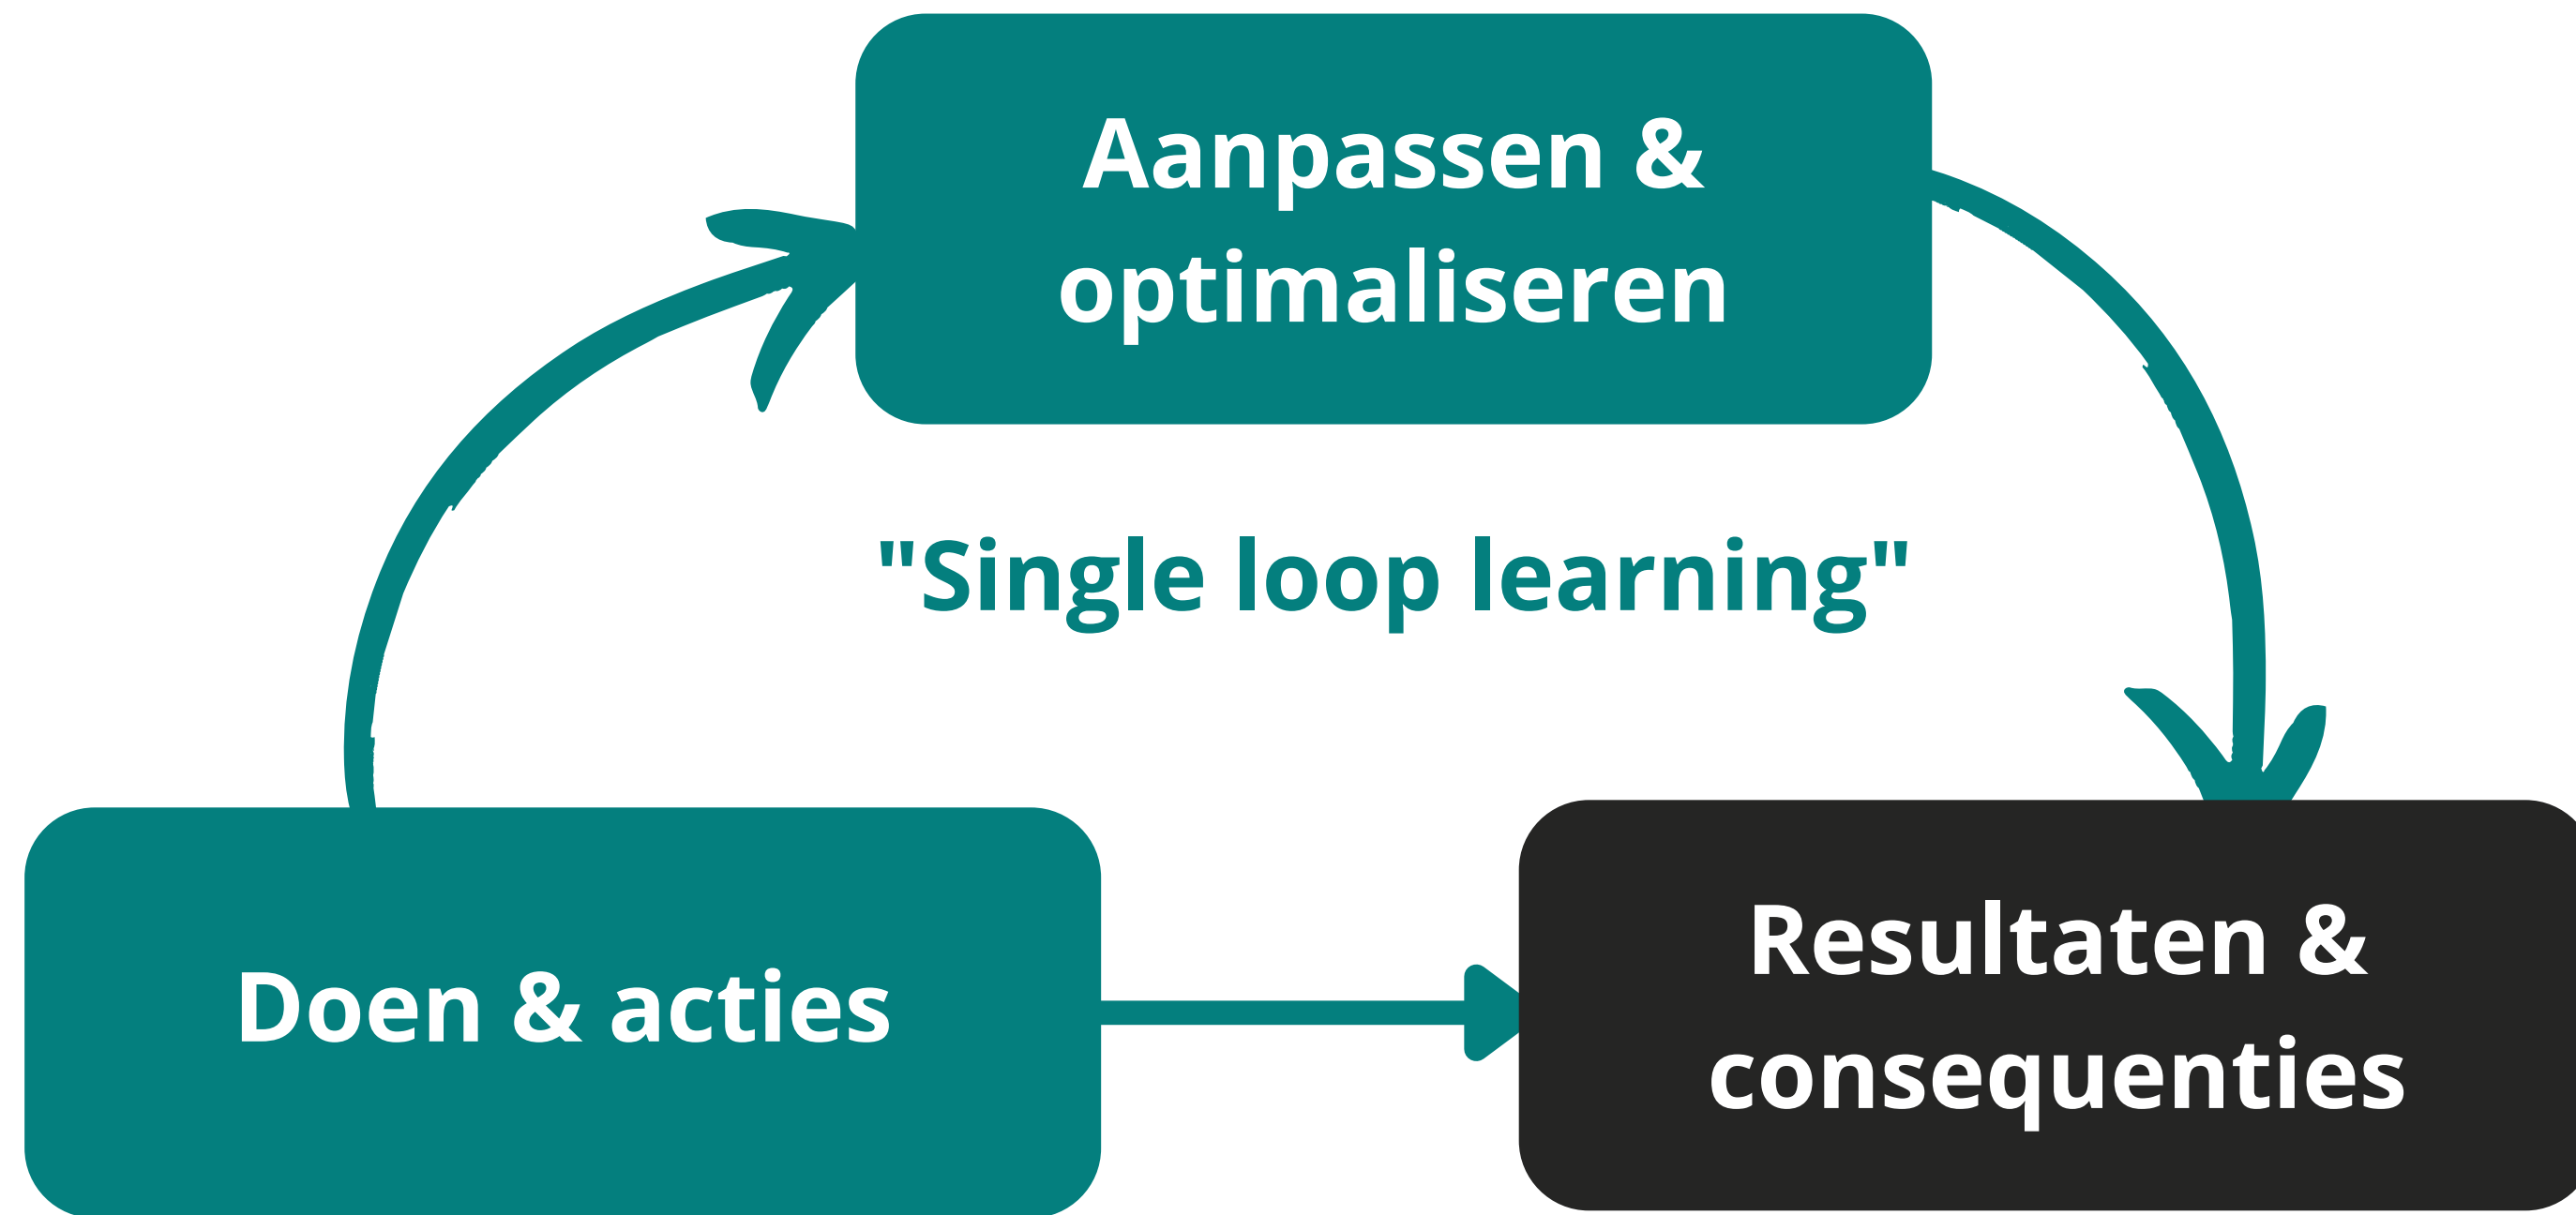 Aanpassen &
optimaliseren
"Single loop learning"
Doen & acties
Resultaten &
consequenties